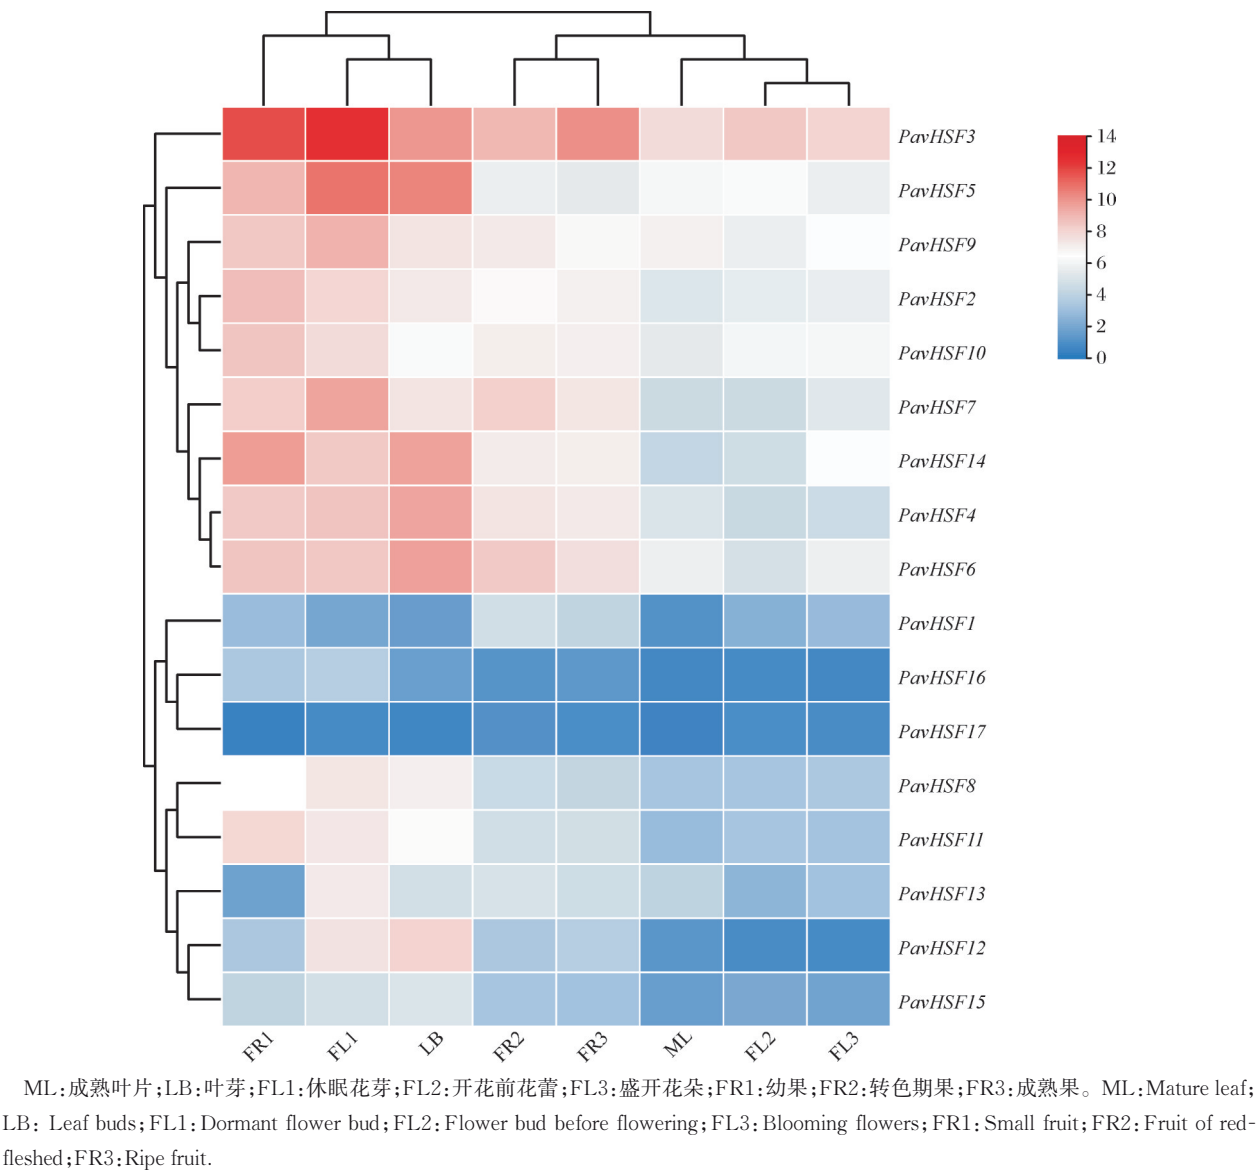 PavHSF3
PavHSF5
PavHSF9
PavHSF2
PavHSF10
PavHSF7
PavHSF14
PavHSF4
PavHSF6
PavHSF1
PavHSF16
PavHSF17
PavHSF8
PavHSF11
PavHSF13
PavHSF12
PavHSF15
14
12
10
8
6
4
2
0
FR1 FL1 LB FR2 FR3 ML FL2 FL3
ML:成熟叶片;LB:叶芽;FL1:休眠花芽;FL2:开花前花蕾;FL3:盛开花朵;FR1:幼果;FR2:转色期果;FR3:成熟果。ML:Mature leaf;
LB: Leaf buds;FL1:Dormant flower bud;FL2:Flower bud before flowering;FL3:Blooming flowers;FR1:Small fruit;FR2:Fruit of red-
fleshed;FR3:Ripe fruit.